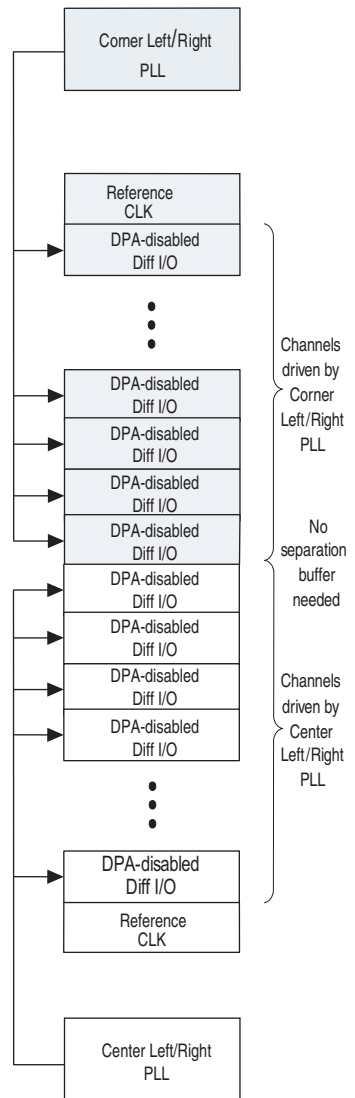 Corner Left/Right
PLL
Reference
CLK
DPA-disabled
Diff I/O
DPA-disabled
Diff I/O
DPA-disabled
Diff I/O
DPA-disabled
Diff I/O
DPA-disabled
Diff I/O
Channels
driven by
Corner
Left/Right
PLL
No
separation
buffer
needed
DPA-disabled
Diff I/O
DPA-disabled
Diff I/O
DPA-disabled
Diff I/O
DPA-disabled
Diff I/O
Channels
driven by
Center
Left/Right
PLL
DPA-disabled
Diff I/O
Reference
CLK
Center Left/Right
PLL